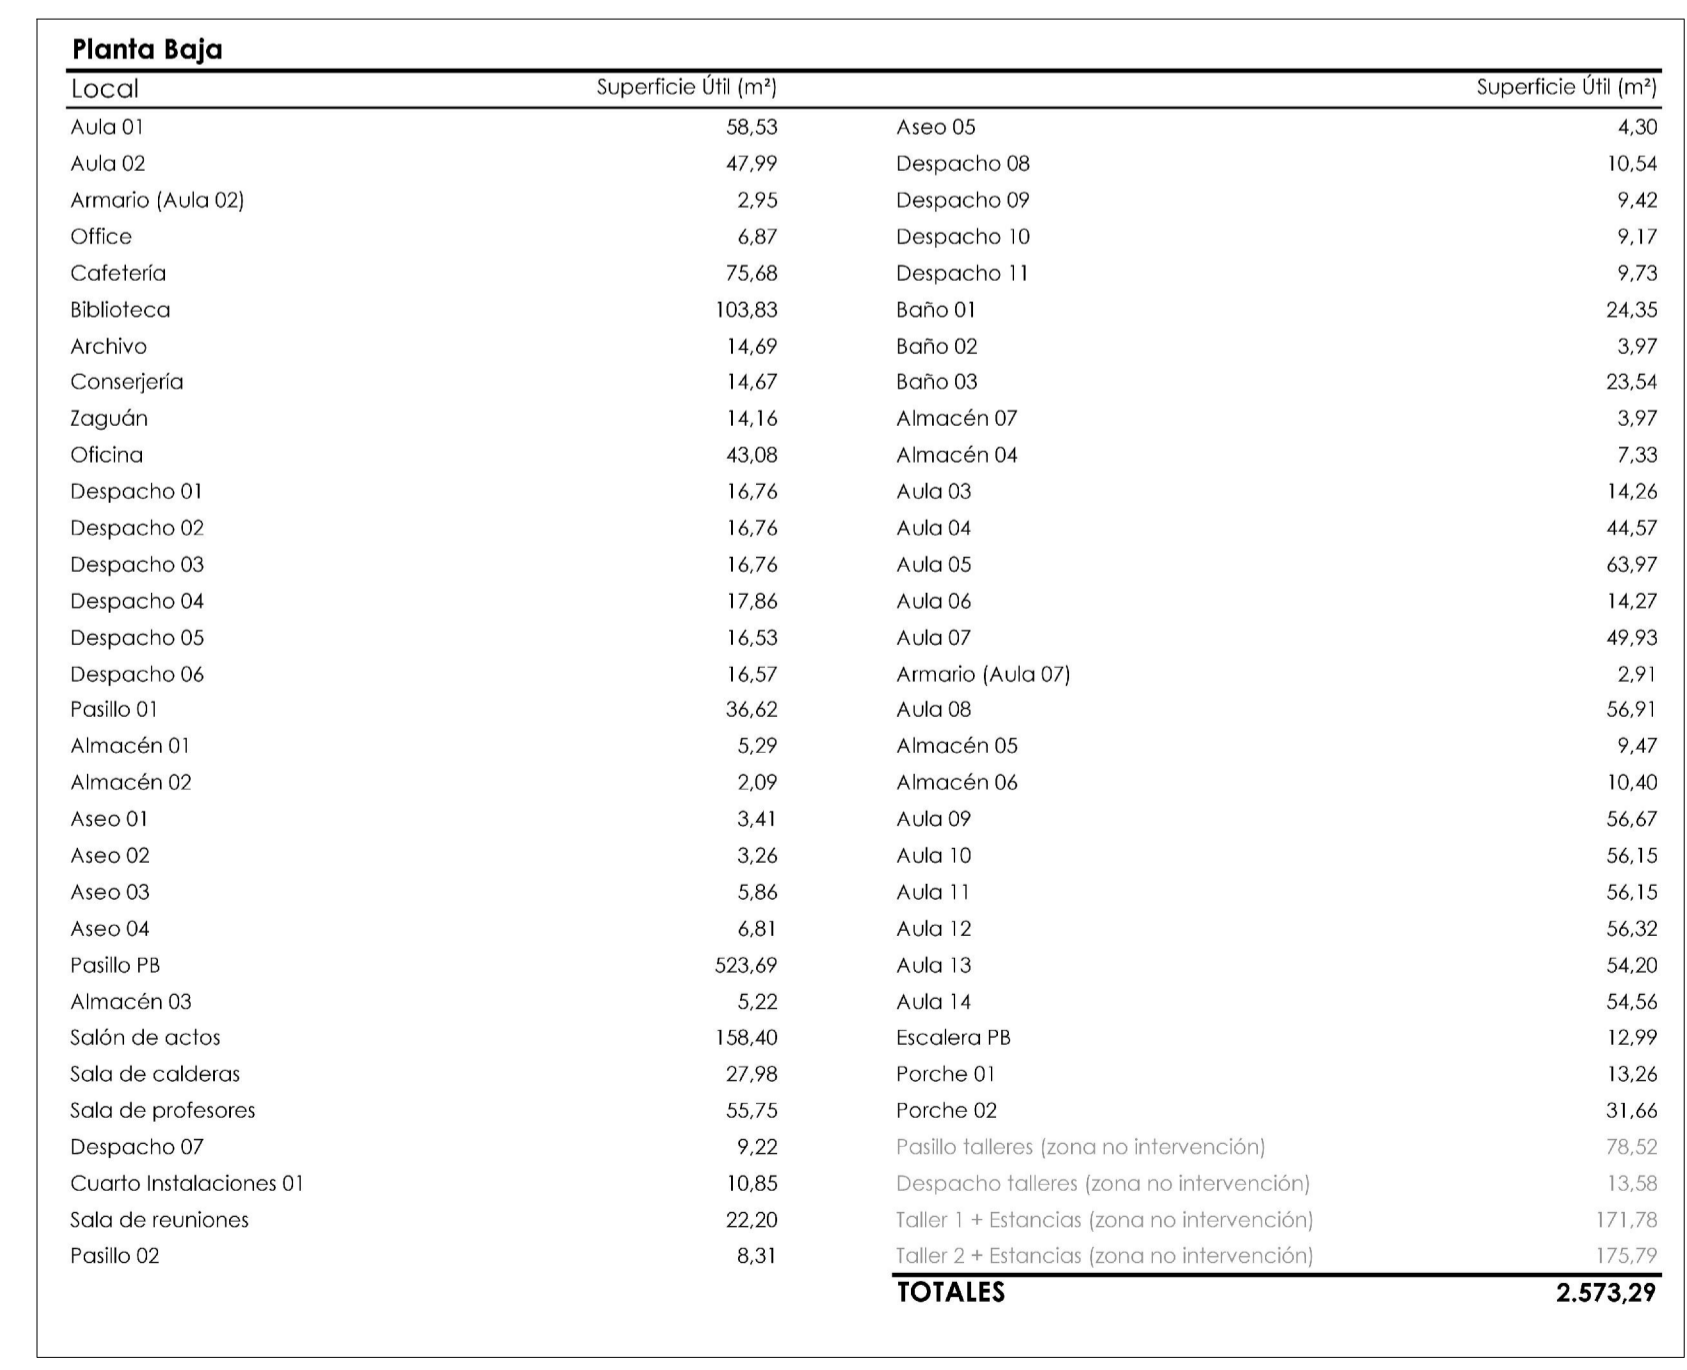 Planta Baja
Local Superficie Útil (m²) Superficie Útil (m²)
Aula 01 58,53 Aseo 05 4,30
Aula 02 47,99 Despacho 08 10,54
Armario (Aula 02) 2,95 Despacho 09 9,42
Office 6,87 Despacho 10 9,17
Cafetería 75,68 Despacho 11 9,73
Biblioteca 103,83 Baño 01 24,35
Archivo 14,69 Baño 02 3,97
Conserjería 14,67 Baño 03 23,54
Zaguán 14,16 Almacén 07 3,97
Oficina 43,08 Almacén 04 7,33
Despacho 01 16,76 Aula 03 14,26
Despacho 02 16,76 Aula 04 44,57
Despacho 03 16,76 Aula 05 63,97
Despacho 04 17,86 Aula 06 14,27
Despacho 05 16,53 Aula 07 49,93
Despacho 06 16,57 Armario (Aula 07) 2,91
Pasillo 01 36,62 Aula 08 56,91
Almacén 01 5,29 Almacén 05 9,47
Almacén 02 2,09 Almacén 06 10,40
Aseo 01 3,41 Aula 09 56,67
Aseo 02 3,26 Aula 10 56,15
Aseo 03 5,86 Aula 11 56,15
Aseo 04 6,81 Aula 12 56,32
Pasillo PB 523,69 Aula 13 54,20
Almacén 03 5,22 Aula 14 54,56
Salón de actos 158,40 Escalera PB 12,99
Sala de calderas 27,98 Porche 01 13,26
Sala de profesores 55,75 Porche 02 31,66
Despacho 07 9,22 Pasillo talleres (zona no intervención) 78,52
Cuarto Instalaciones 01 10,85 Despacho talleres (zona no intervención) 13,58
Sala de reuniones 22,20 Taller 1 + Estancias (zona no intervención) 171,78
Pasillo 02 8,31 Taller 2 + Estancias (zona no intervención) 175,79
TOTALES 2.573,29